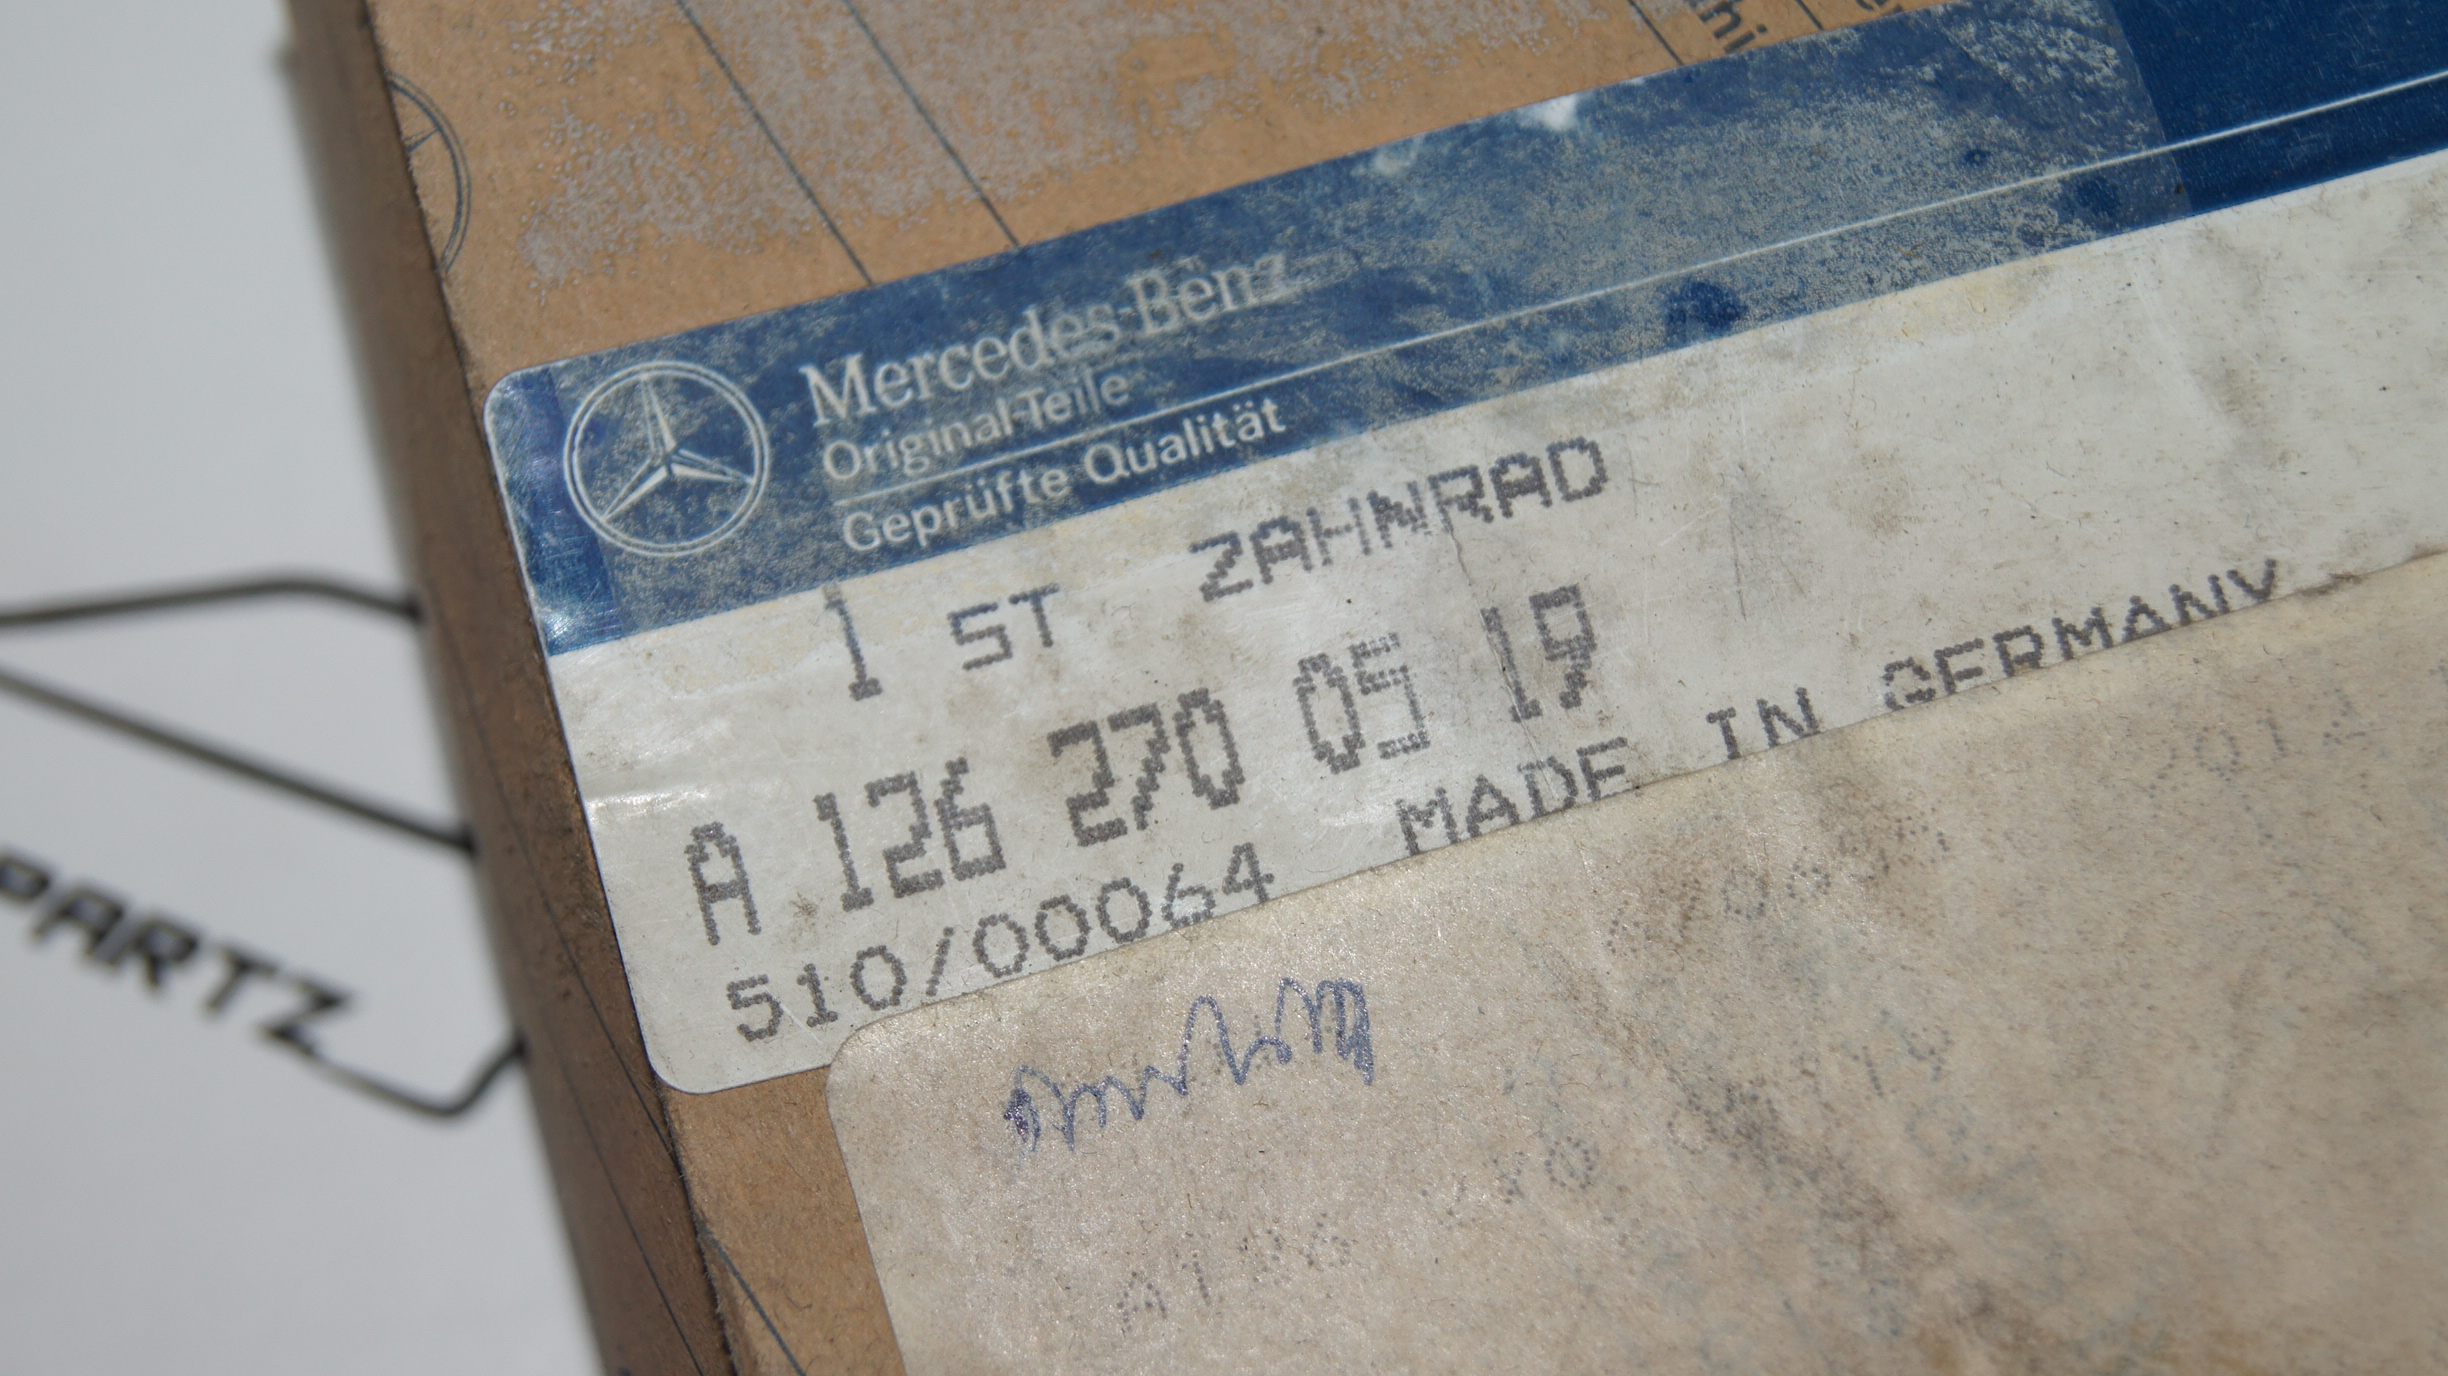 Mercedes-Benz
Original-Teile
Geprüfte Qualität
1 ST ZAHNRAD
A 126 270 05 19
510/00064 MADE IN GERMANY
PARTZ
A126